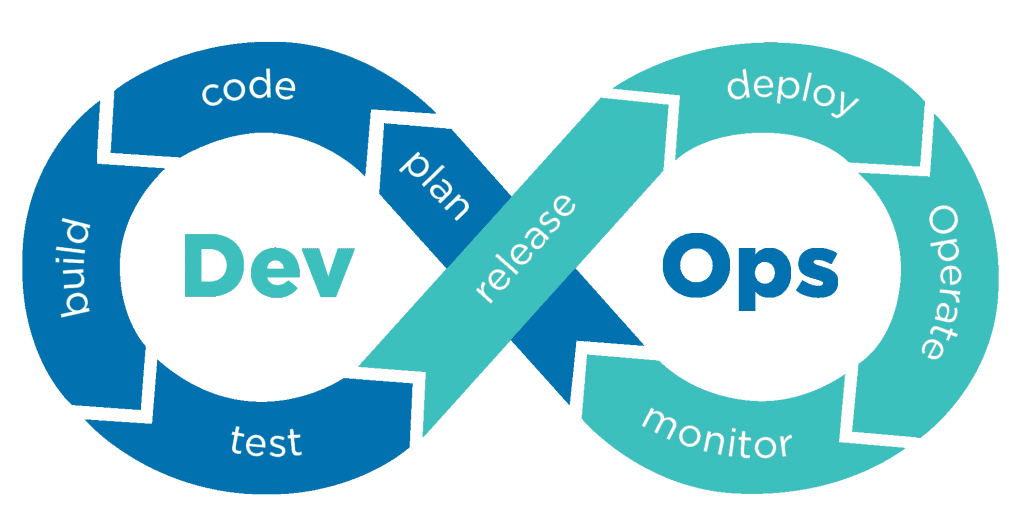 code
deploy
plan
release
build
Dev
Ops
Operate
test
monitor